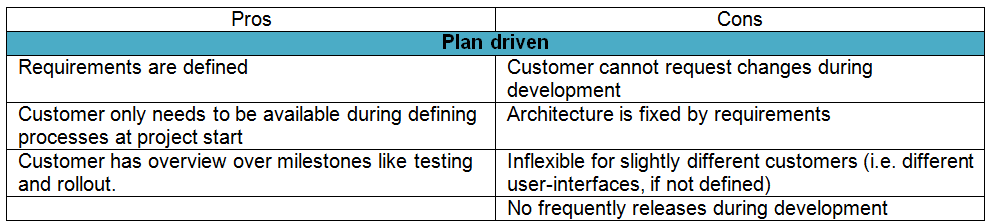 Pros Cons
Plan driven
Requirements are defined
Customer cannot request changes during
development
Customer only needs to be available during defining
processes at project start
Architecture is fixed by requirements
Customer has overview over milestones like testing
and rollout.
Inflexible for slightly different customers (i.e. different
user-interfaces, if not defined)
No frequently releases during development